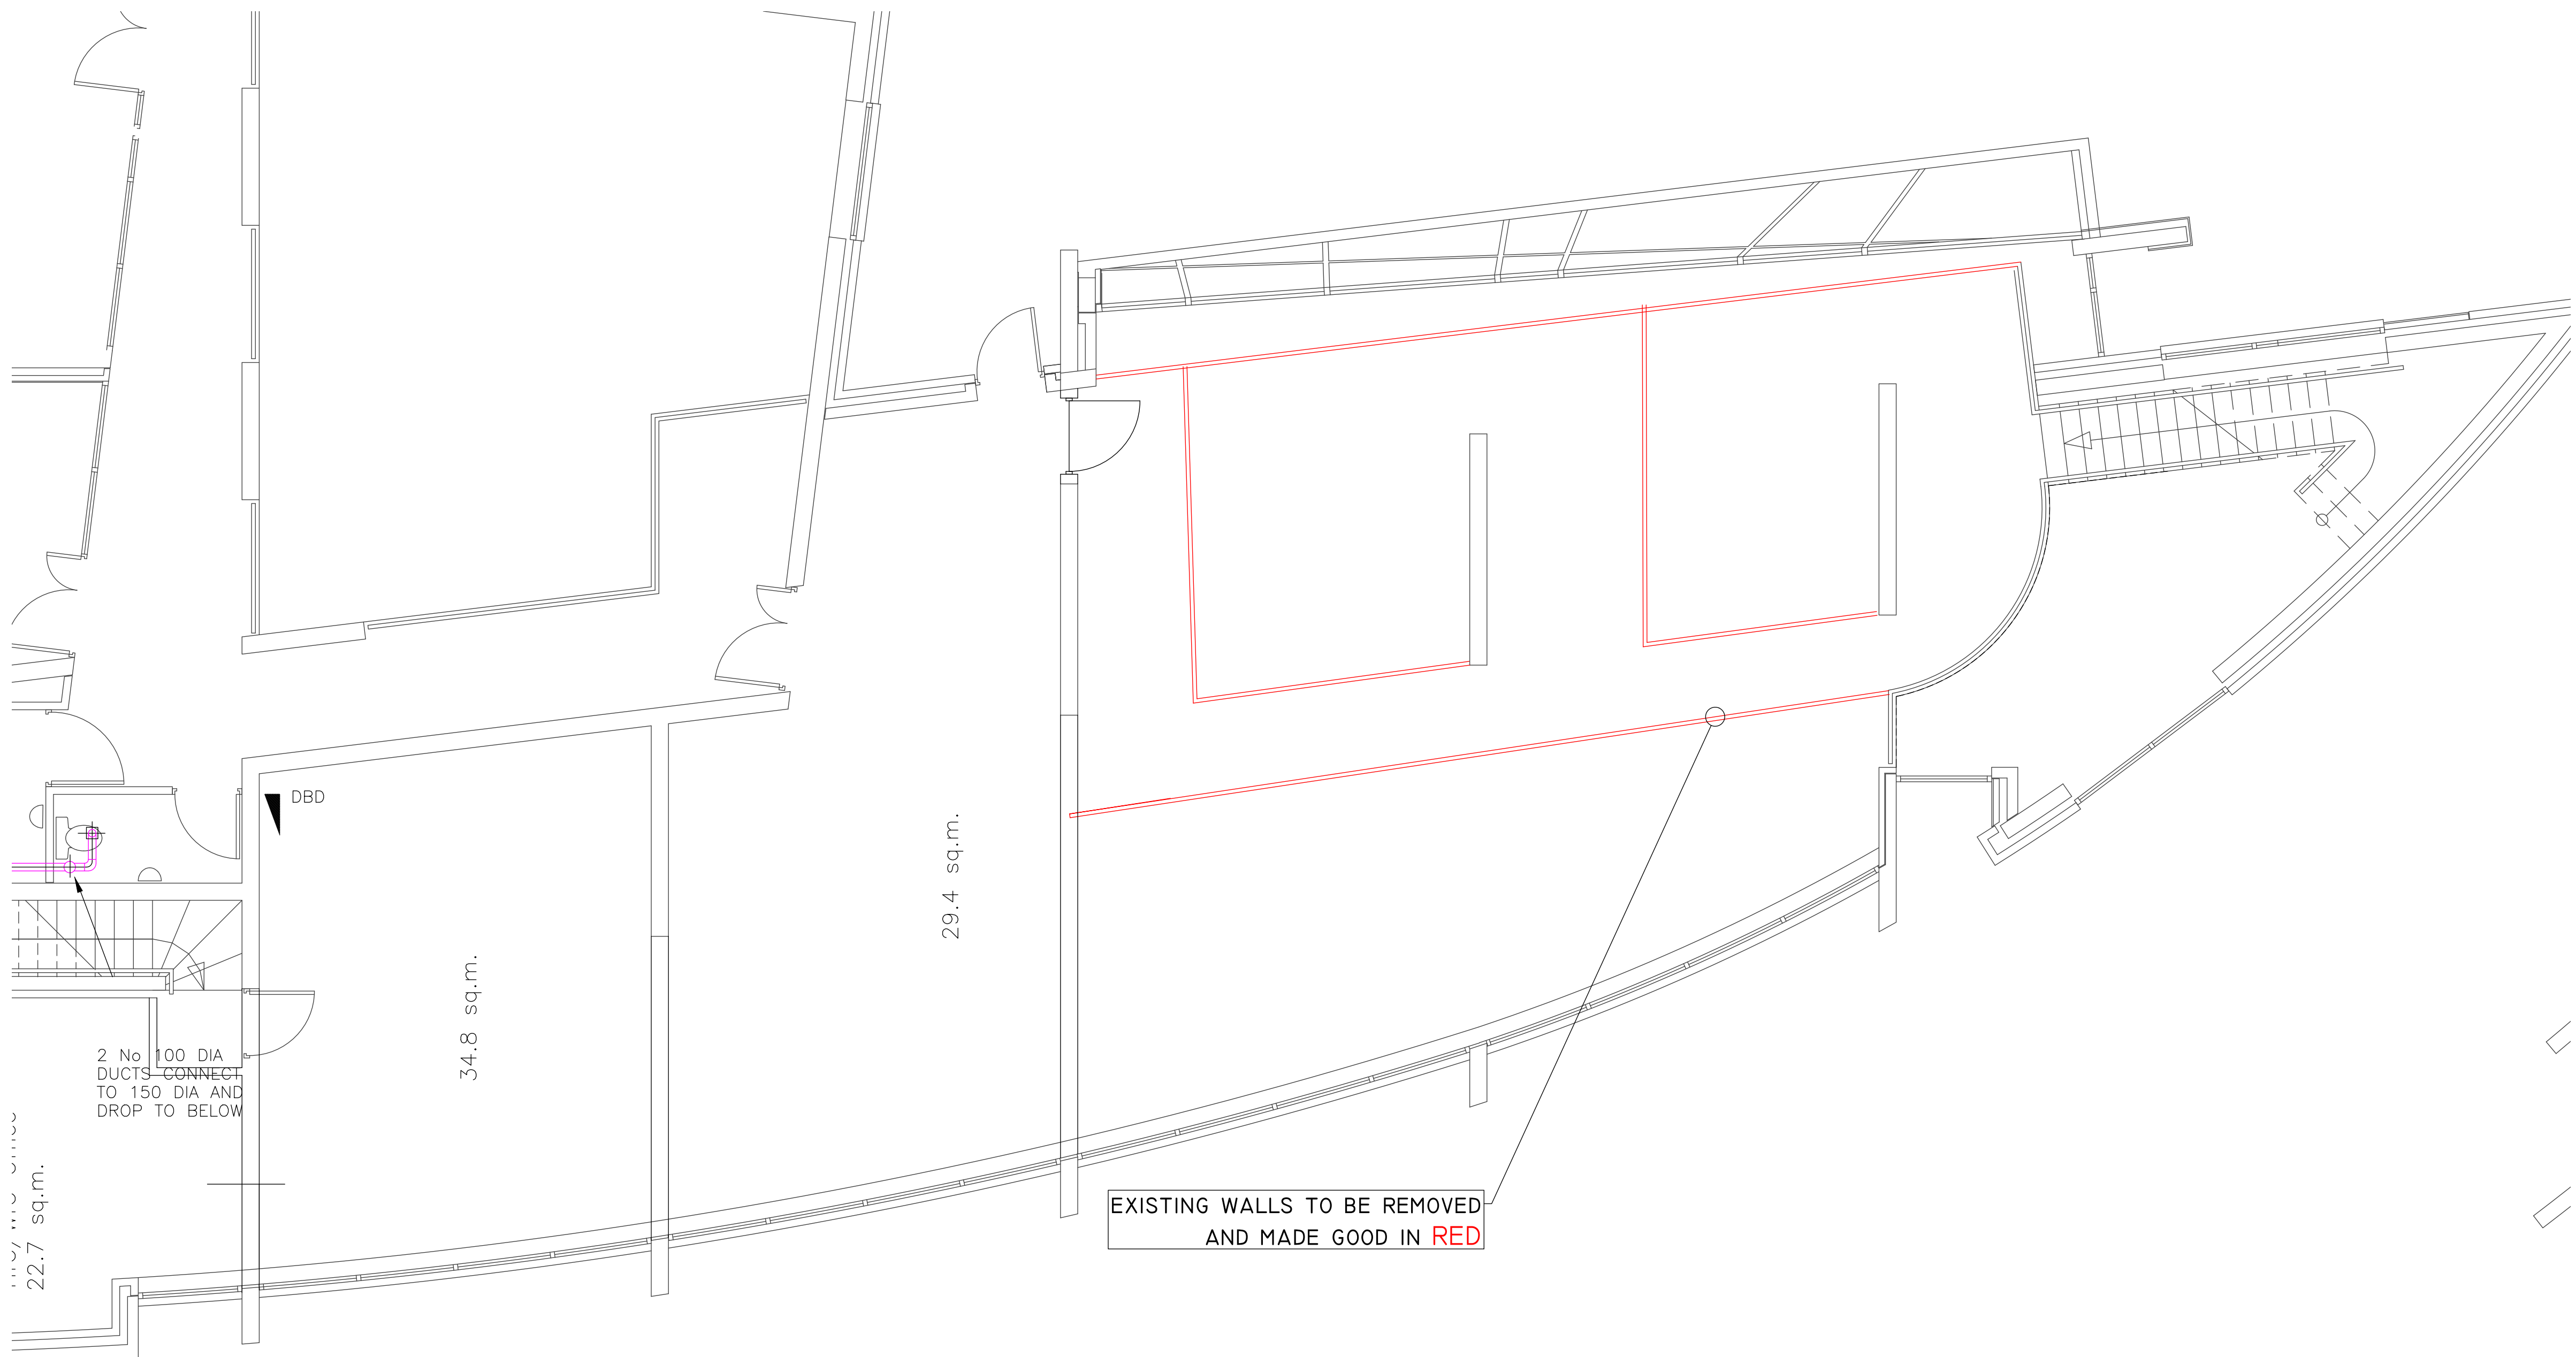 DBD
29.4 sq.m.
34.8 sq.m.
2 No 100 DIA
DUCTS CONNECT
TO 150 DIA AND
DROP TO BELOW
22.7 sq.m.
EXISTING WALLS TO BE REMOVED
AND MADE GOOD IN RED